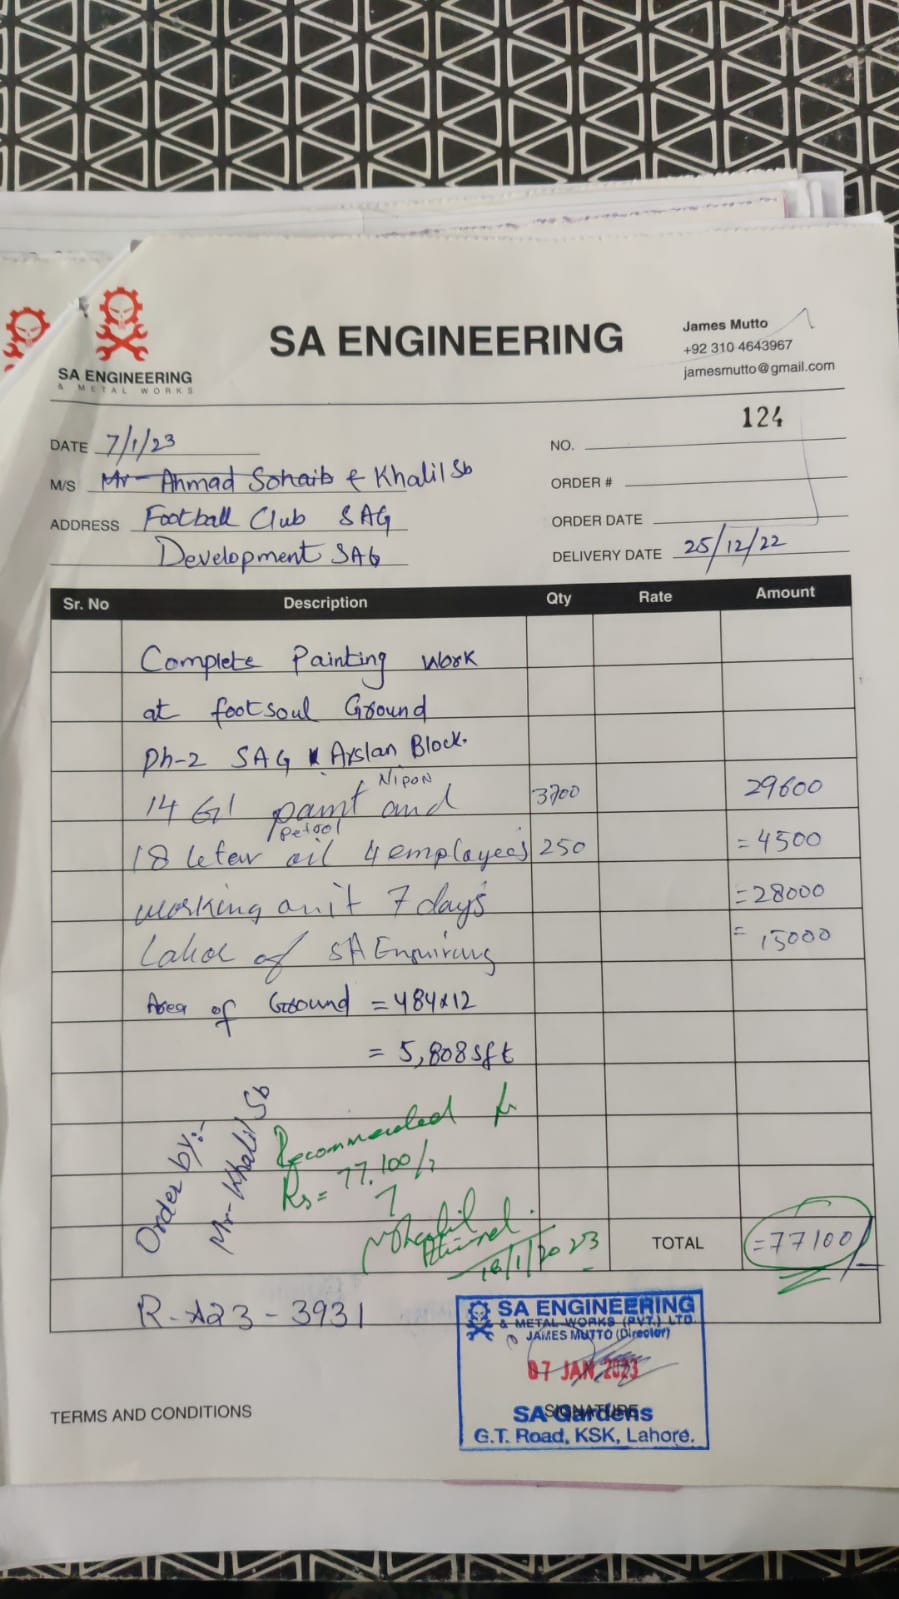 SA ENGINEERING
& METAL WORKS
SA ENGINEERING
James Mutto
+92 310 4643967
jamesmutto@gmail.com
124
DATE 7/1/23
NO.
M/S Mr Ahmad Sohaib & Khalil Sb
ORDER #
ADDRESS Football Club SAG
ORDER DATE
Development SAG
DELIVERY DATE 25/12/22
Sr. No Description Qty Rate Amount
Complete Painting work
at footsoul Ground
Ph-2 SAG Arslan Block.
Nipon
14 Gl paint and 3700 29600
Petrol
18 leter oil 4 employees 250 = 4500
working on it 7 days = 28000
Labor of SA Enquiring = 15000
Area of Ground = 484x12
= 5,808 sft
Order by:-
Mr- Khalil Sb
Recommended
Rs = 77,100/
16/1/2023
TOTAL = 77100/-
R-A23-3931
SA ENGINEERING
& METAL WORKS (PVT.) LTD.
JAMES MUTTO (Director)
07 JAN 2023
SIGNATURE
SA Gardens
G.T. Road, KSK, Lahore.
TERMS AND CONDITIONS